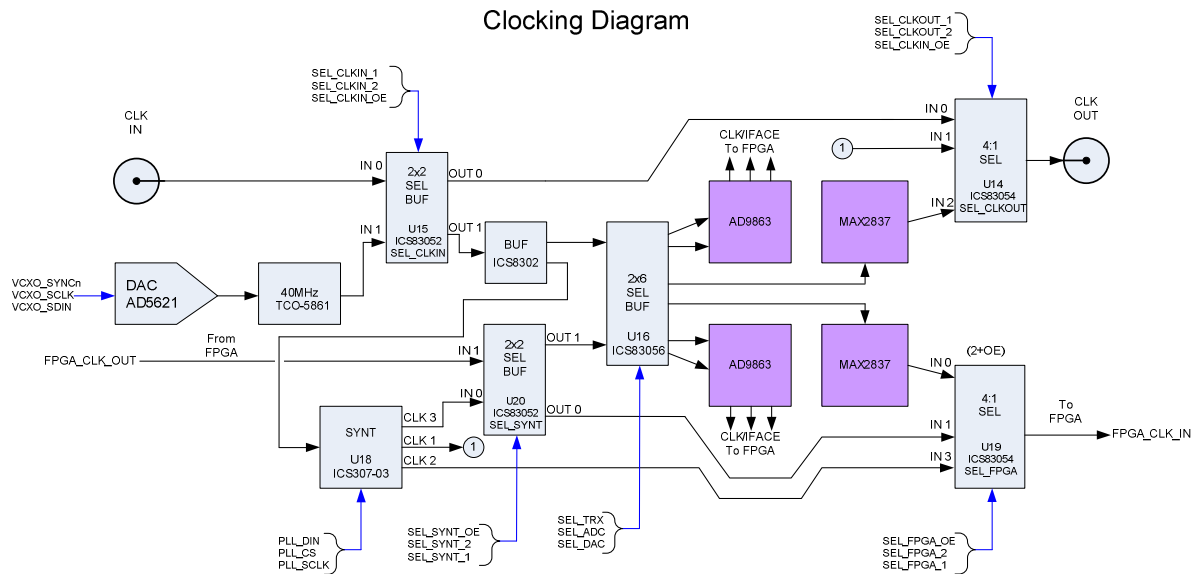 Clocking Diagram
SEL_CLKOUT_1
SEL_CLKOUT_2
SEL_CLKIN_OE
SEL_CLKIN_1
SEL_CLKIN_2
SEL_CLKIN_OE
CLK
IN
IN 0
2x2
SEL
BUF
U15
ICS83052
SEL_CLKIN
OUT 0
OUT 1
IN 1
BUF
ICS8302
CLK/IFACE
To FPGA
AD9863
1
MAX2837
IN 0
IN 1
IN 2
4:1
SEL
U14
ICS83054
SEL_CLKOUT
CLK
OUT
VCXO_SYNCn
VCXO_SCLK
VCXO_SDIN
DAC
AD5621
40MHz
TCO-5861
2x6
SEL
BUF
U16
ICS83056
From
FPGA
FPGA_CLK_OUT
IN 1
IN 0
2x2
SEL
BUF
U20
ICS83052
SEL_SYNT
OUT 1
OUT 0
AD9863
CLK/IFACE
To FPGA
MAX2837
(2+OE)
IN 0
IN 1
IN 3
4:1
SEL
U19
ICS83054
SEL_FPGA
To
FPGA
FPGA_CLK_IN
SYNT
U18
ICS307-03
CLK 3
CLK 1
CLK 2
1
PLL_DIN
PLL_CS
PLL_SCLK
SEL_SYNT_OE
SEL_SYNT_2
SEL_SYNT_1
SEL_TRX
SEL_ADC
SEL_DAC
SEL_FPGA_OE
SEL_FPGA_2
SEL_FPGA_1